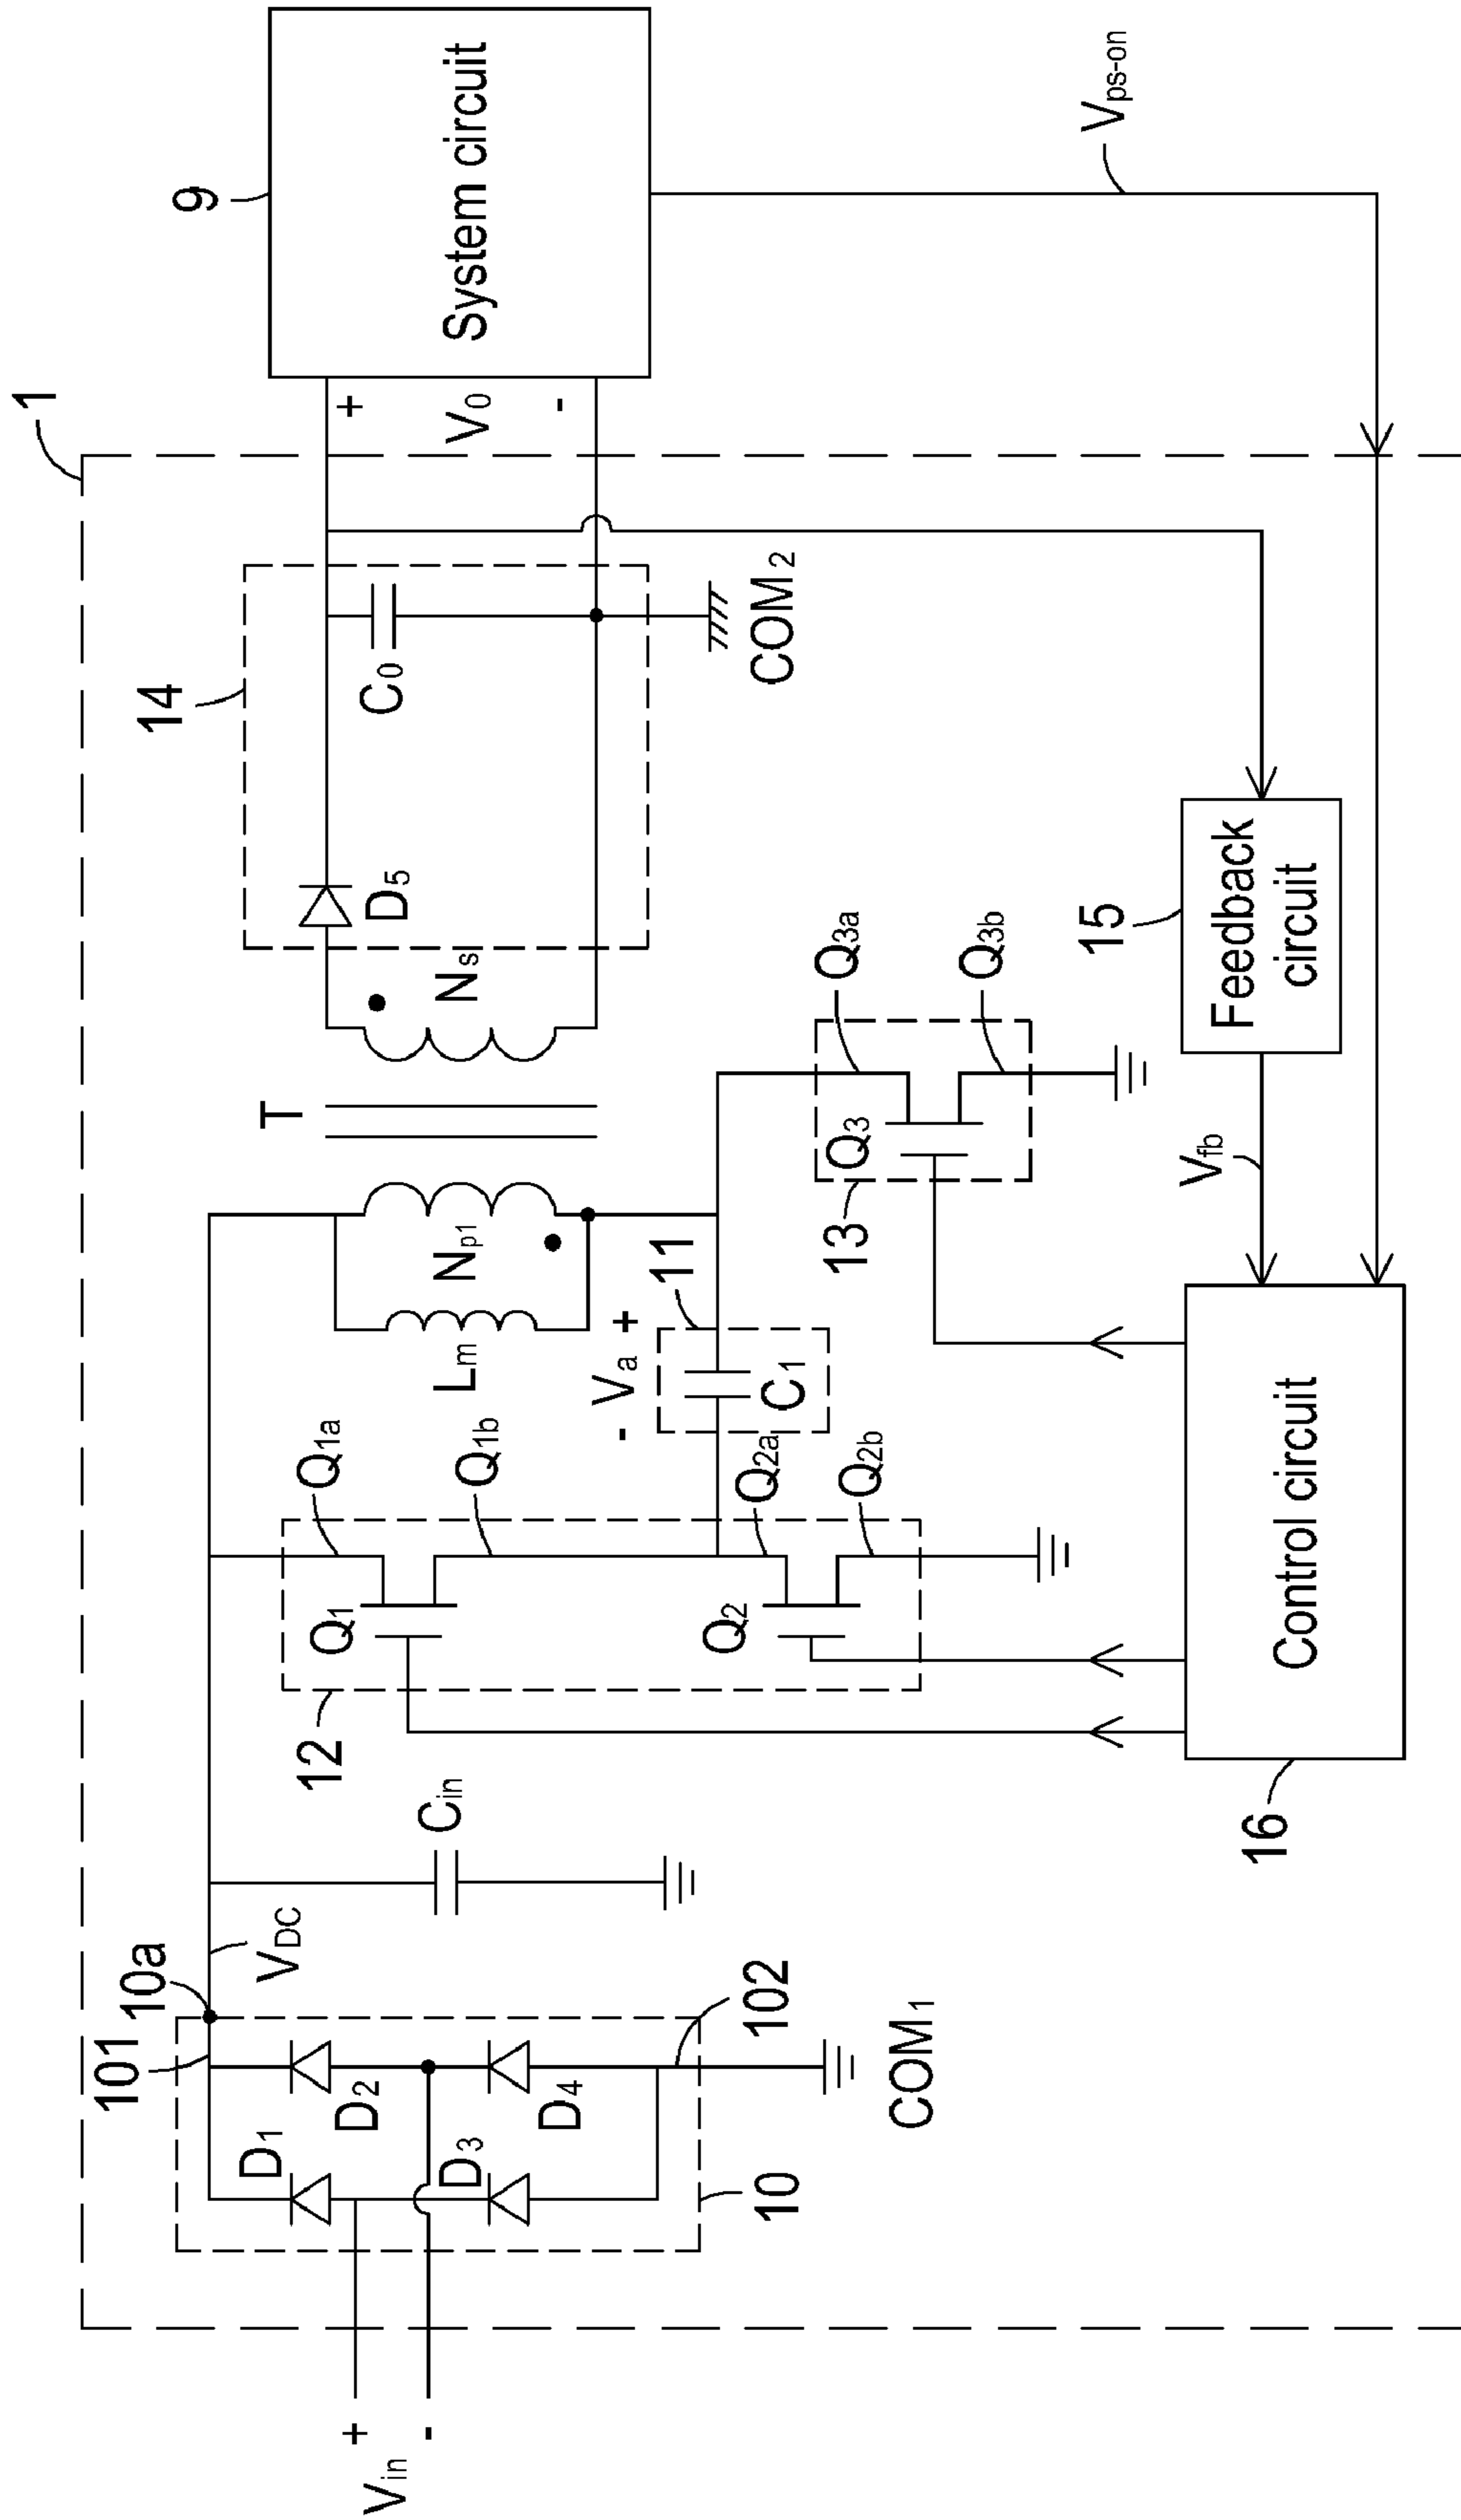 1
9
System circuit
+
V0
-
Vps-on
14
D5
C0
COM2
T
Ns
Np1
Lm
11
- Va +
C1
12
Q1
Q1a
Q1b
Q2
Q2a
Q2b
13
Q3
Q3a
Q3b
15
Feedback
circuit
Vfb
Control circuit
16
Cin
VDC
10a
101
102
D1
D2
D3
D4
10
COM1
Vin
+
-